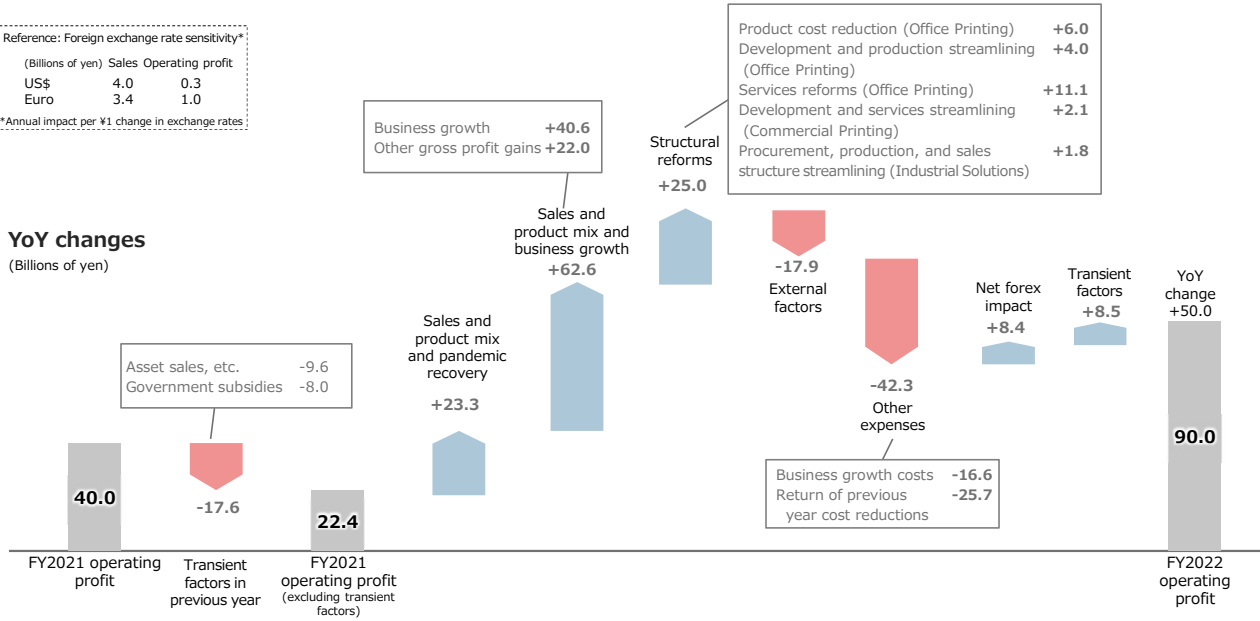 Reference: Foreign exchange rate sensitivity*
(Billions of yen) Sales Operating profit
US$ 4.0 0.3
Euro 3.4 1.0
*Annual impact per ¥1 change in exchange rates
YoY changes
(Billions of yen)
40.0
FY2021 operating
profit
Asset sales, etc. -9.6
Government subsidies -8.0
-17.6
Transient
factors in
previous year
22.4
FY2021
operating profit
(excluding transient
factors)
Sales and
product mix
and pandemic
recovery
+23.3
Business growth +40.6
Other gross profit gains +22.0
Sales and
product mix and
business growth
+62.6
Structural
reforms
+25.0
Product cost reduction (Office Printing) +6.0
Development and production streamlining +4.0
(Office Printing)
Services reforms (Office Printing) +11.1
Development and services streamlining +2.1
(Commercial Printing)
Procurement, production, and sales +1.8
structure streamlining (Industrial Solutions)
-17.9
External
factors
-42.3
Other
expenses
Business growth costs -16.6
Return of previous -25.7
year cost reductions
Net forex
impact
+8.4
Transient
factors
+8.5
YoY
change
+50.0
90.0
FY2022
operating
profit